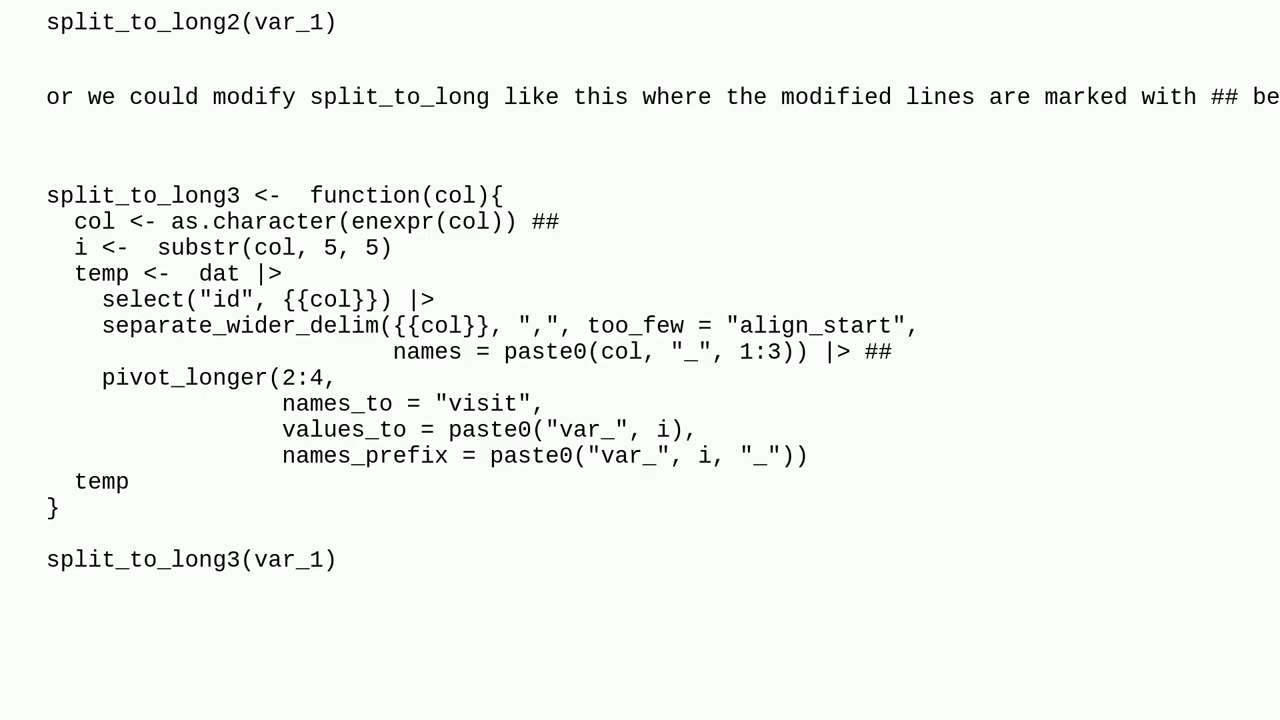 split_to_long2(var_1)
or we could modify split_to_long like this where the modified lines are marked with ## be
split_to_long3 <-  function(col){
  col <- as.character(enexpr(col)) ##
  i <-  substr(col, 5, 5)
  temp <-  dat |>
    select("id", {{col}}) |>
    separate_wider_delim({{col}}, ",", too_few = "align_start",
                         names = paste0(col, "_", 1:3)) |> ##
    pivot_longer(2:4,
                 names_to = "visit",
                 values_to = paste0("var_", i),
                 names_prefix = paste0("var_", i, "_"))
  temp
}
split_to_long3(var_1)